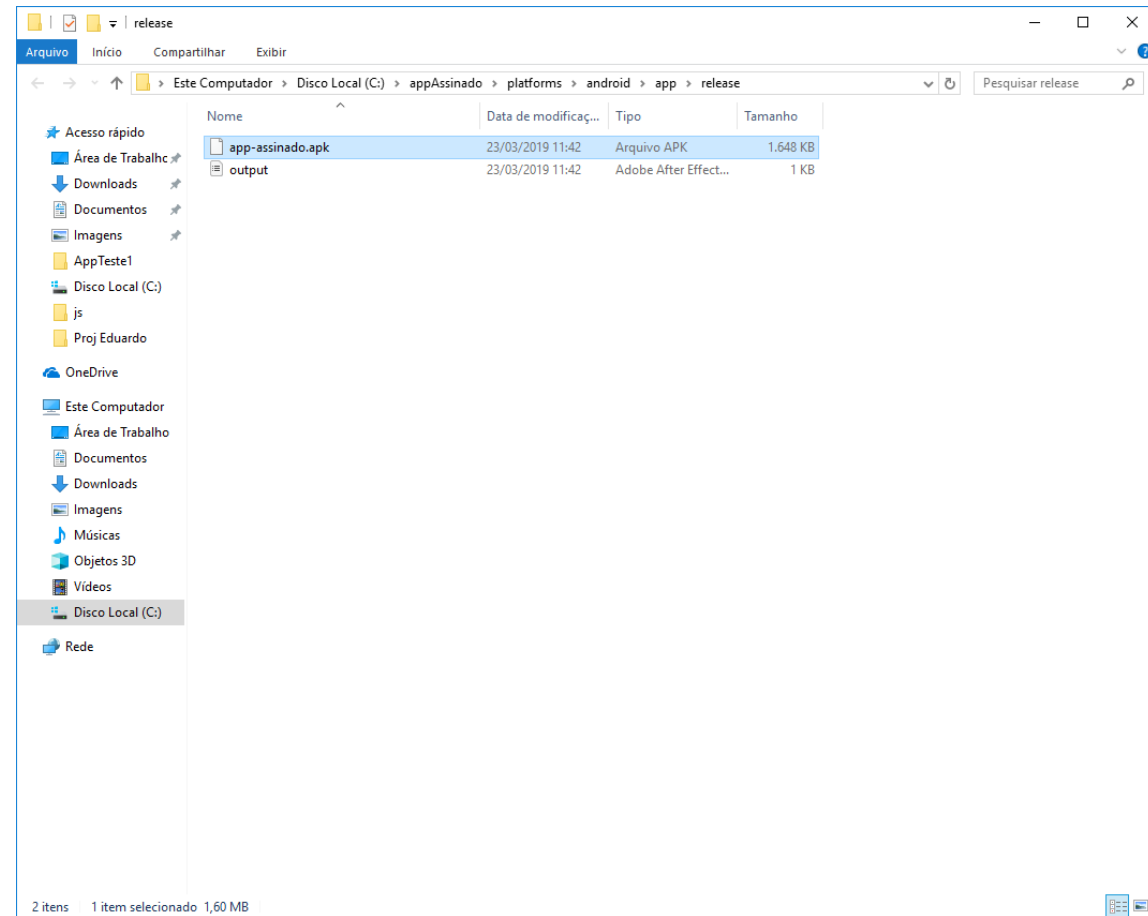 release
Arquivo Início Compartilhar Exibir
Este Computador Disco Local (C:) appAssinado platforms android app release Pesquisar release
Nome Data de modificaç... Tipo Tamanho
app-assinado.apk 23/03/2019 11:42 Arquivo APK 1.648 KB
output 23/03/2019 11:42 Adobe After Effect... 1 KB
Acesso rápido
Área de Trabalhc
Downloads
Documentos
Imagens
AppTeste1
Disco Local (C:)
js
Proj Eduardo
OneDrive
Este Computador
Área de Trabalho
Documentos
Downloads
Imagens
Músicas
Objetos 3D
Vídeos
Disco Local (C:)
Rede
2 itens 1 item selecionado 1,60 MB